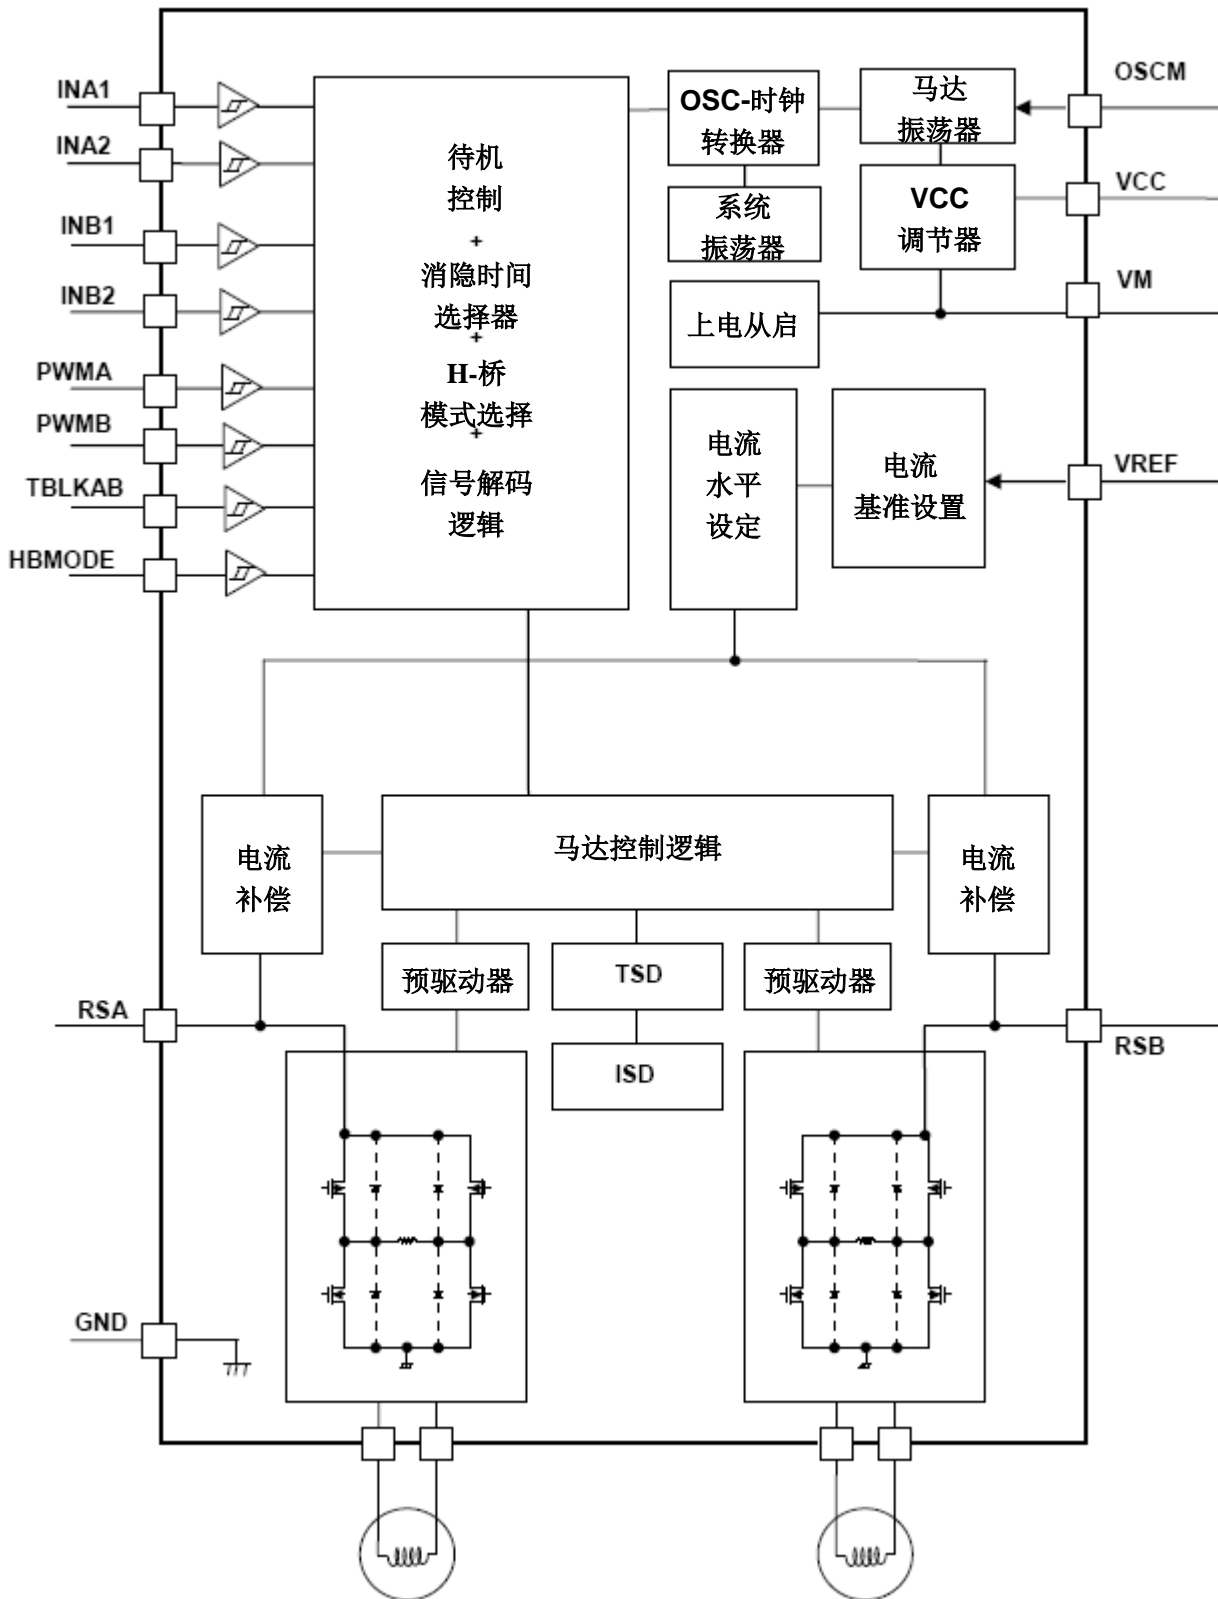 INA1
INA2
INB1
INB2
PWMA
PWMB
TBLKAB
HBMODE
待机
控制
+
消隐时间
选择器
+
H-桥
模式选择
+
信号解码
逻辑
OSC-时钟
转换器
系统
振荡器
马达
振荡器
VCC
调节器
上电从启
电流
水平
设定
电流
基准设置
OSCM
VCC
VM
VREF
电流
补偿
马达控制逻辑
电流
补偿
预驱动器
TSD
预驱动器
ISD
RSA
RSB
GND